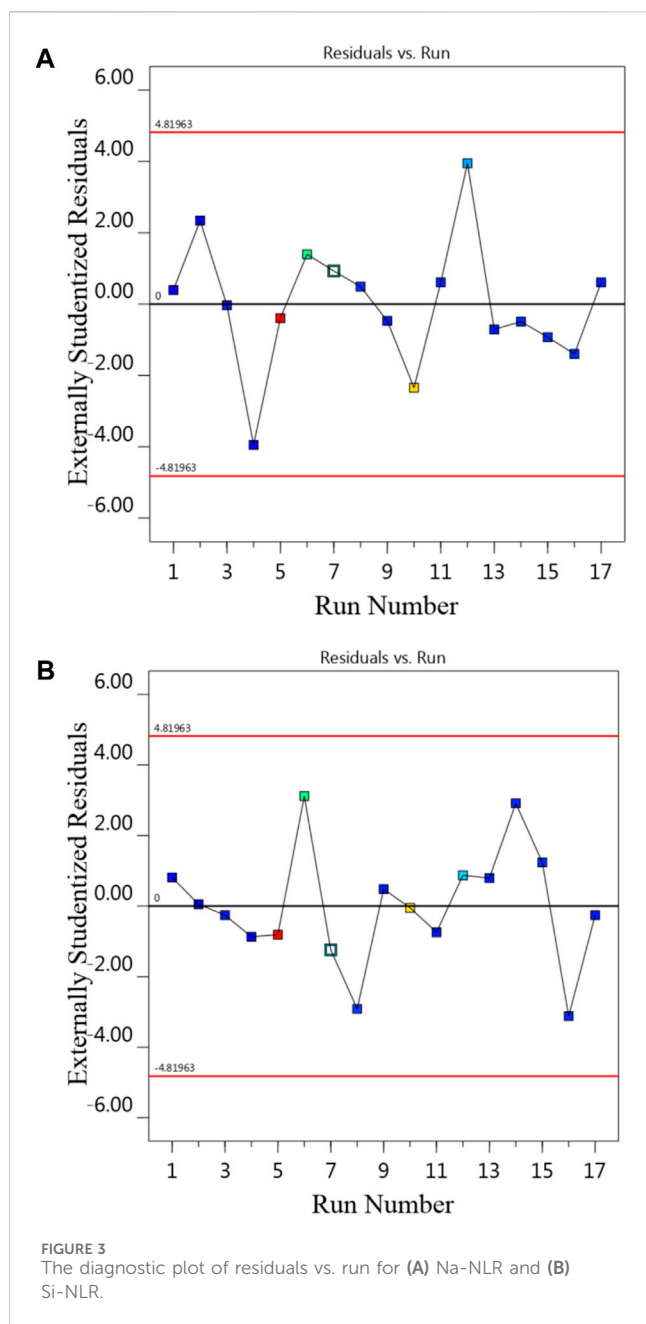 A
Residuals vs. Run
Externally Studentized Residuals
6.00
4.81963
4.00
2.00
0.00
0
-2.00
-4.00
-4.81963
-6.00
1 3 5 7 9 11 13 15 17
Run Number
B
Residuals vs. Run
Externally Studentized Residuals
6.00
4.81963
4.00
2.00
0.00
0
-2.00
-4.00
-4.81963
-6.00
1 3 5 7 9 11 13 15 17
Run Number
FIGURE 3
The diagnostic plot of residuals vs. run for (A) Na-NLR and (B)
Si-NLR.